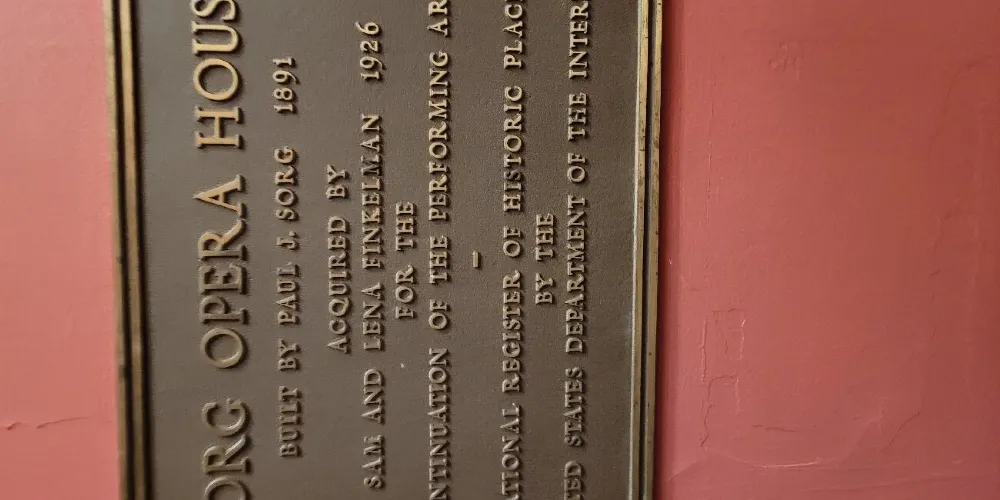 ORG OPERA HOUS
BUILT BY PAUL J. SORG 1891
ACQUIRED BY
SAM AND LENA FINKELMAN 1926
FOR THE
NTINUATION OF THE PERFORMING AR
–
ATIONAL REGISTER OF HISTORIC PLAC
BY THE
TED STATES DEPARTMENT OF THE INTER